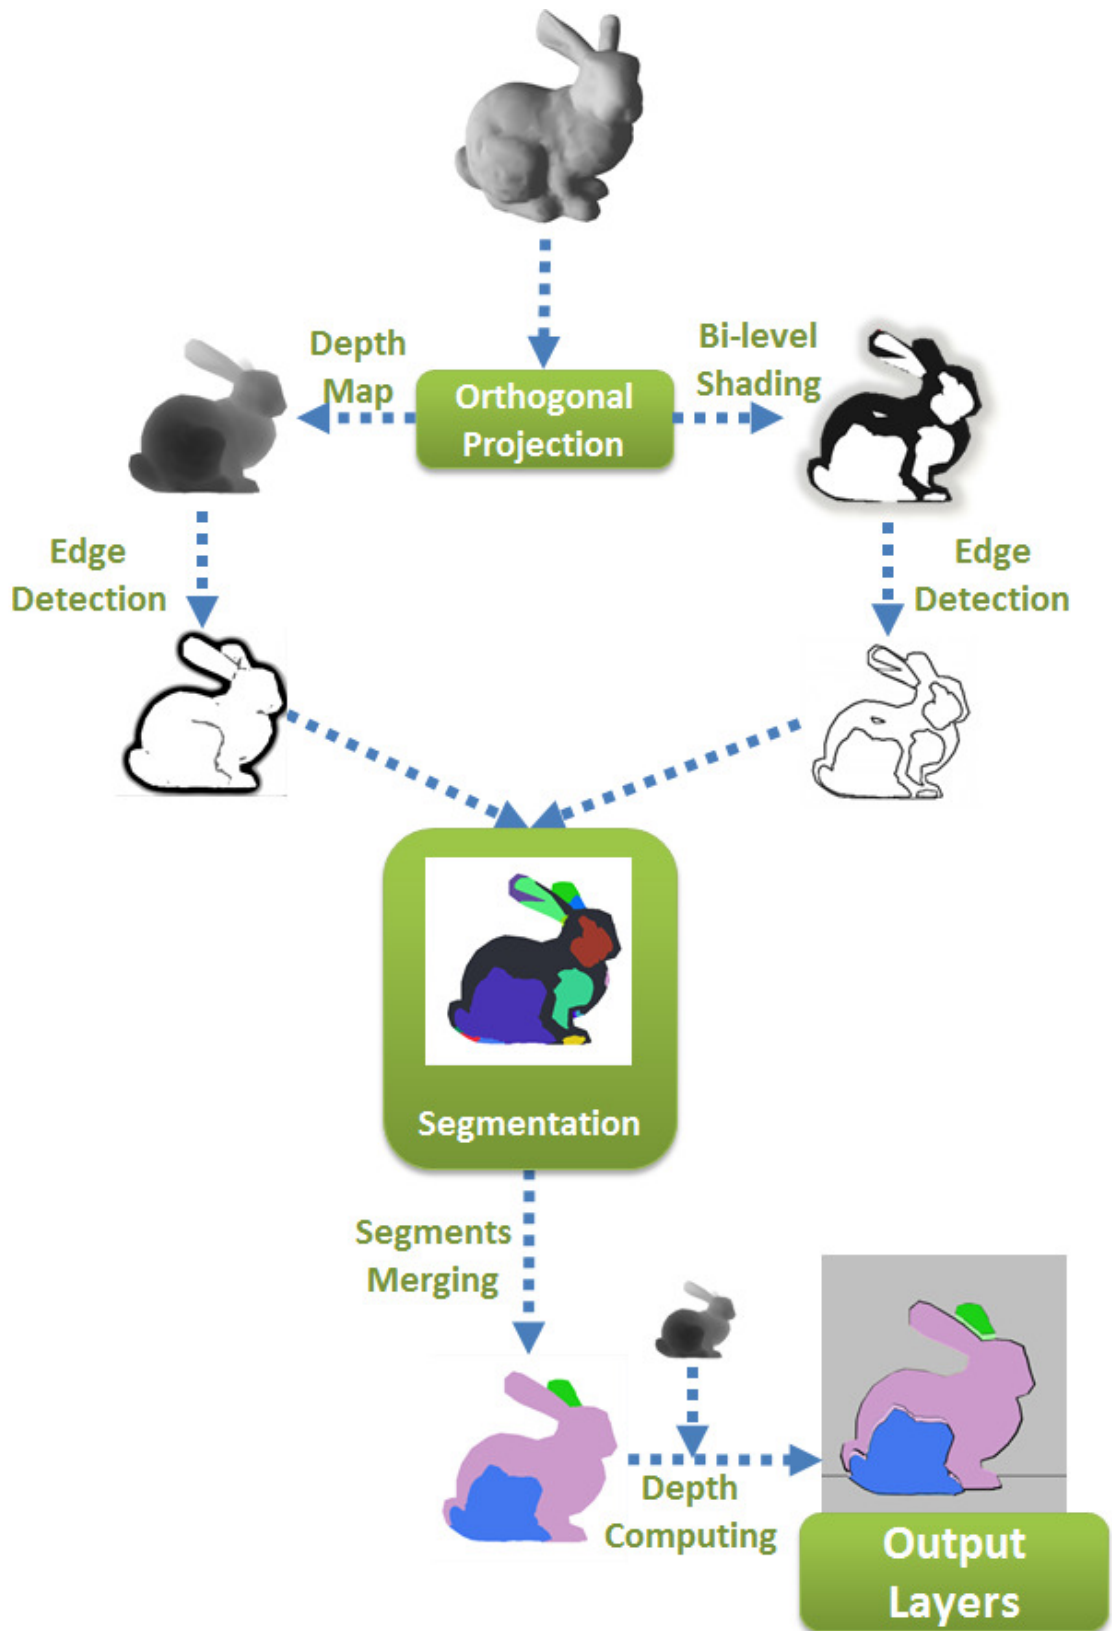 Depth
Map
Orthogonal
Projection
Bi-level
Shading
Edge
Detection
Edge
Detection
Segmentation
Segments
Merging
Depth
Computing
Output
Layers